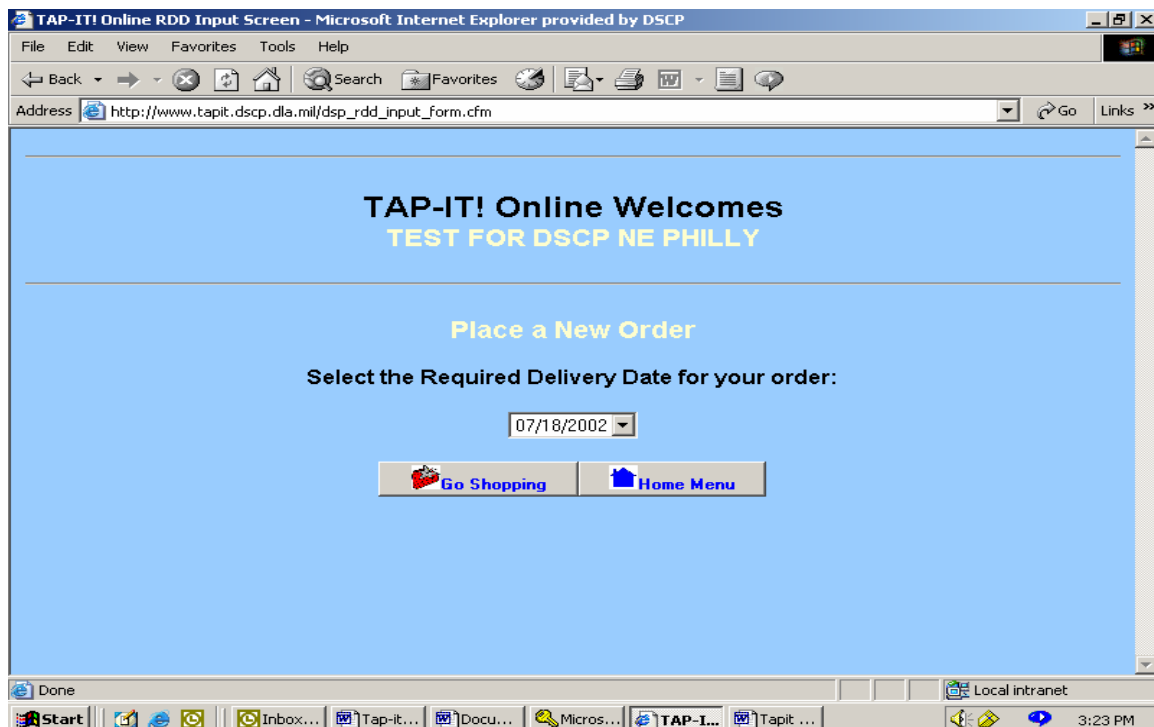 TAP-IT! Online RDD Input Screen - Microsoft Internet Explorer provided by DSCP
File Edit View Favorites Tools Help
Back Search Favorites
Address http://www.tapit.dscp.dla.mil/dsp_rdd_input_form.cfm Go Links »
TAP-IT! Online Welcomes
TEST FOR DSCP NE PHILLY
Place a New Order
Select the Required Delivery Date for your order:
07/18/2002
Go Shopping Home Menu
Done Local intranet
Start Inbox... Tap-it... Docu... Micros... TAP-I... Tapit ... 3:23 PM